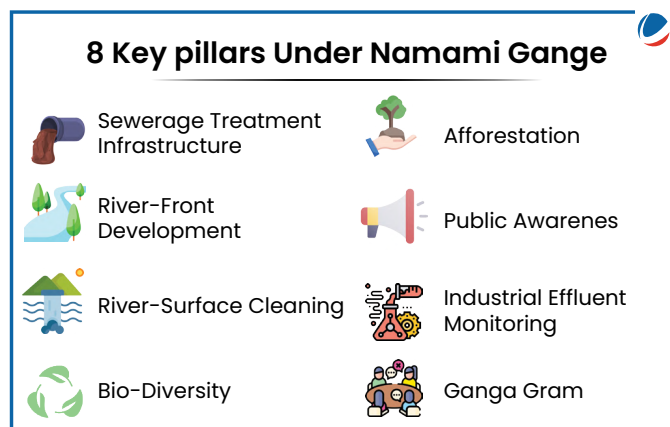 8 Key pillars Under Namami Gange
Sewerage Treatment
Infrastructure
Afforestation
River-Front
Development
Public Awarenes
River-Surface Cleaning
Industrial Effluent
Monitoring
Bio-Diversity
Ganga Gram